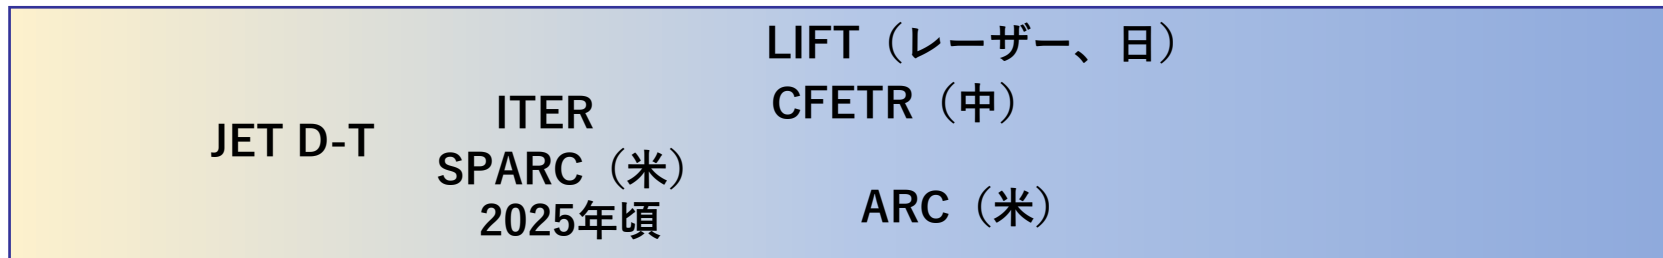 JET D-T
ITER
SPARC（米）
2025年頃
LIFT（レーザー、日）
CFETR（中）
ARC（米）